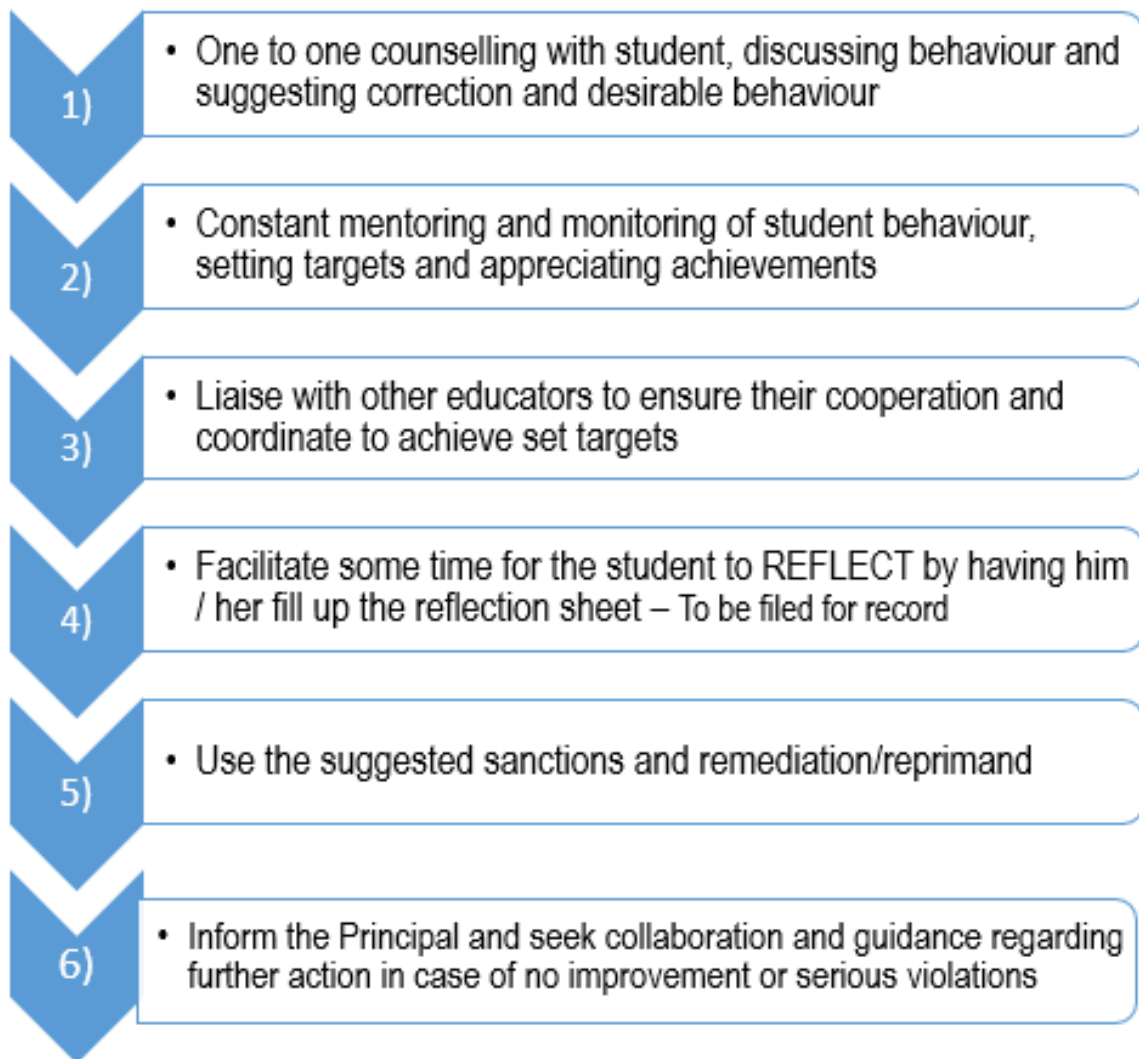 1)
• One to one counselling with student, discussing behaviour and
suggesting correction and desirable behaviour
2)
• Constant mentoring and monitoring of student behaviour,
setting targets and appreciating achievements
3)
• Liaise with other educators to ensure their cooperation and
coordinate to achieve set targets
4)
• Facilitate some time for the student to REFLECT by having him
/ her fill up the reflection sheet – To be filed for record
5)
• Use the suggested sanctions and remediation/reprimand
6)
• Inform the Principal and seek collaboration and guidance regarding
further action in case of no improvement or serious violations